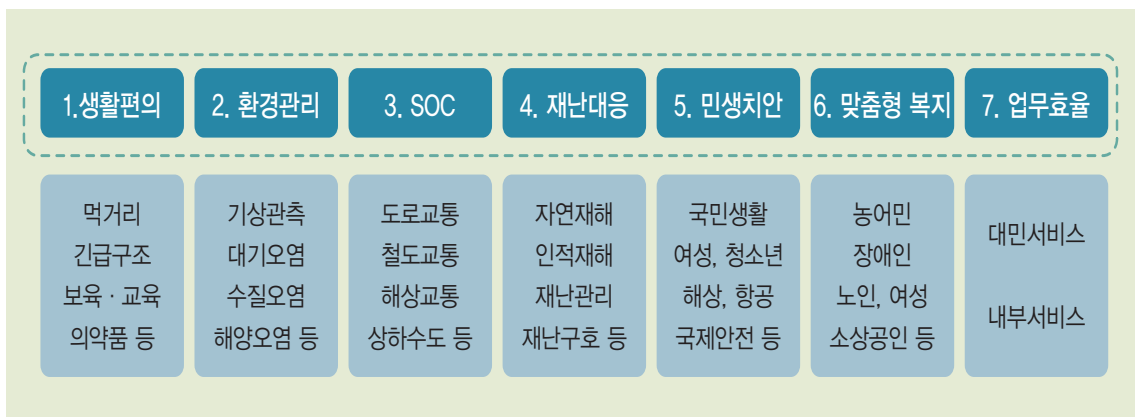 1.생활편의
먹거리
긴급구조
보육 · 교육
의약품 등
2. 환경관리
기상관측
대기오염
수질오염
해양오염 등
3. SOC
도로교통
철도교통
해상교통
상하수도 등
4. 재난대응
자연재해
인적재해
재난관리
재난구호 등
5. 민생치안
국민생활
여성, 청소년
해상, 항공
국제안전 등
6. 맞춤형 복지
농어민
장애인
노인, 여성
소상공인 등
7. 업무효율
대민서비스
내부서비스